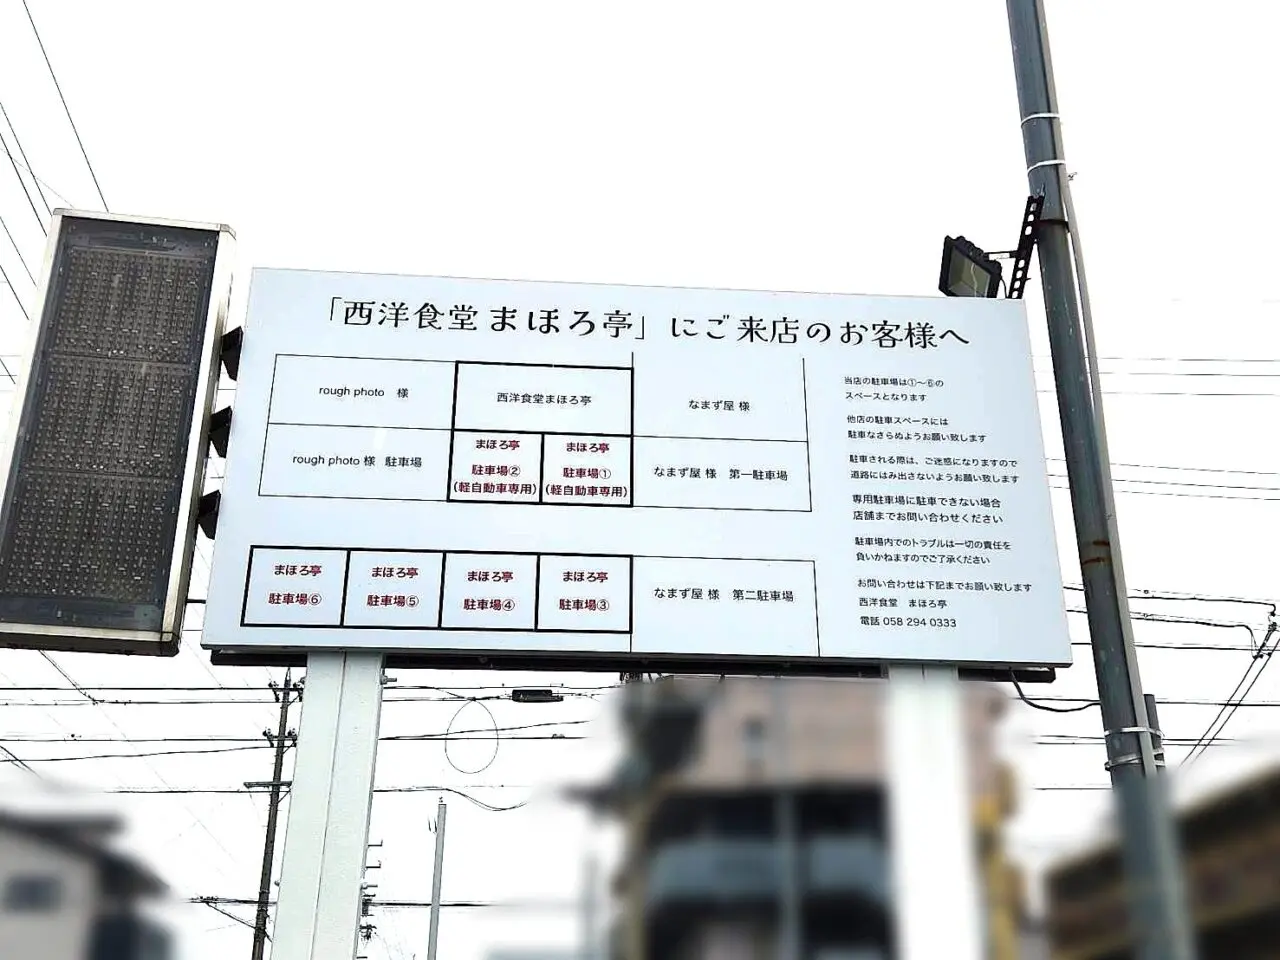 「西洋食堂 まほろ亭」にご来店のお客様へ
rough photo 様
西洋食堂まほろ亭
なまず屋 様
rough photo 様 駐車場
まほろ亭
駐車場②
(軽自動車専用)
まほろ亭
駐車場①
(軽自動車専用)
なまず屋 様 第一駐車場
まほろ亭
駐車場⑥
まほろ亭
駐車場⑤
まほろ亭
駐車場④
まほろ亭
駐車場③
なまず屋 様 第二駐車場
当店の駐車場は①〜⑥の
スペースとなります
他店の駐車スペースには
駐車なさらぬようお願い致します
駐車される際は、ご迷惑になりますので
道路にはみ出さないようお願い致します
専用駐車場に駐車できない場合
店舗までお問い合わせください
駐車場内でのトラブルは一切の責任を
負いかねますのでご了承ください
お問い合わせは下記までお願い致します
西洋食堂 まほろ亭
電話 058 294 0333